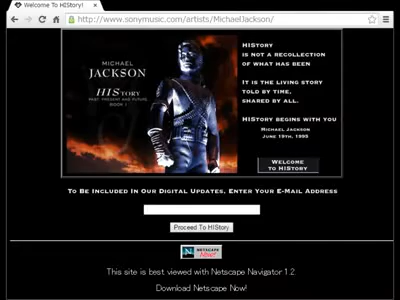 Welcome To HIStory!
http://www.sonymusic.com/artists/MichaelJackson/
MICHAEL
JACKSON
HISTORY
PAST, PRESENT AND FUTURE
BOOK I
HIStory
is not a recollection
of what has been
It is the living story
told by time,
shared by all.
HIStory begins with you
Michael Jackson
June 19th, 1995
Welcome
to HIStory
To Be Included In Our Digital Updates, Enter Your E-Mail Address
Proceed To HIStory
N
NETSCAPE
Now!
This site is best viewed with Netscape Navigator 1.2
Download Netscape Now!